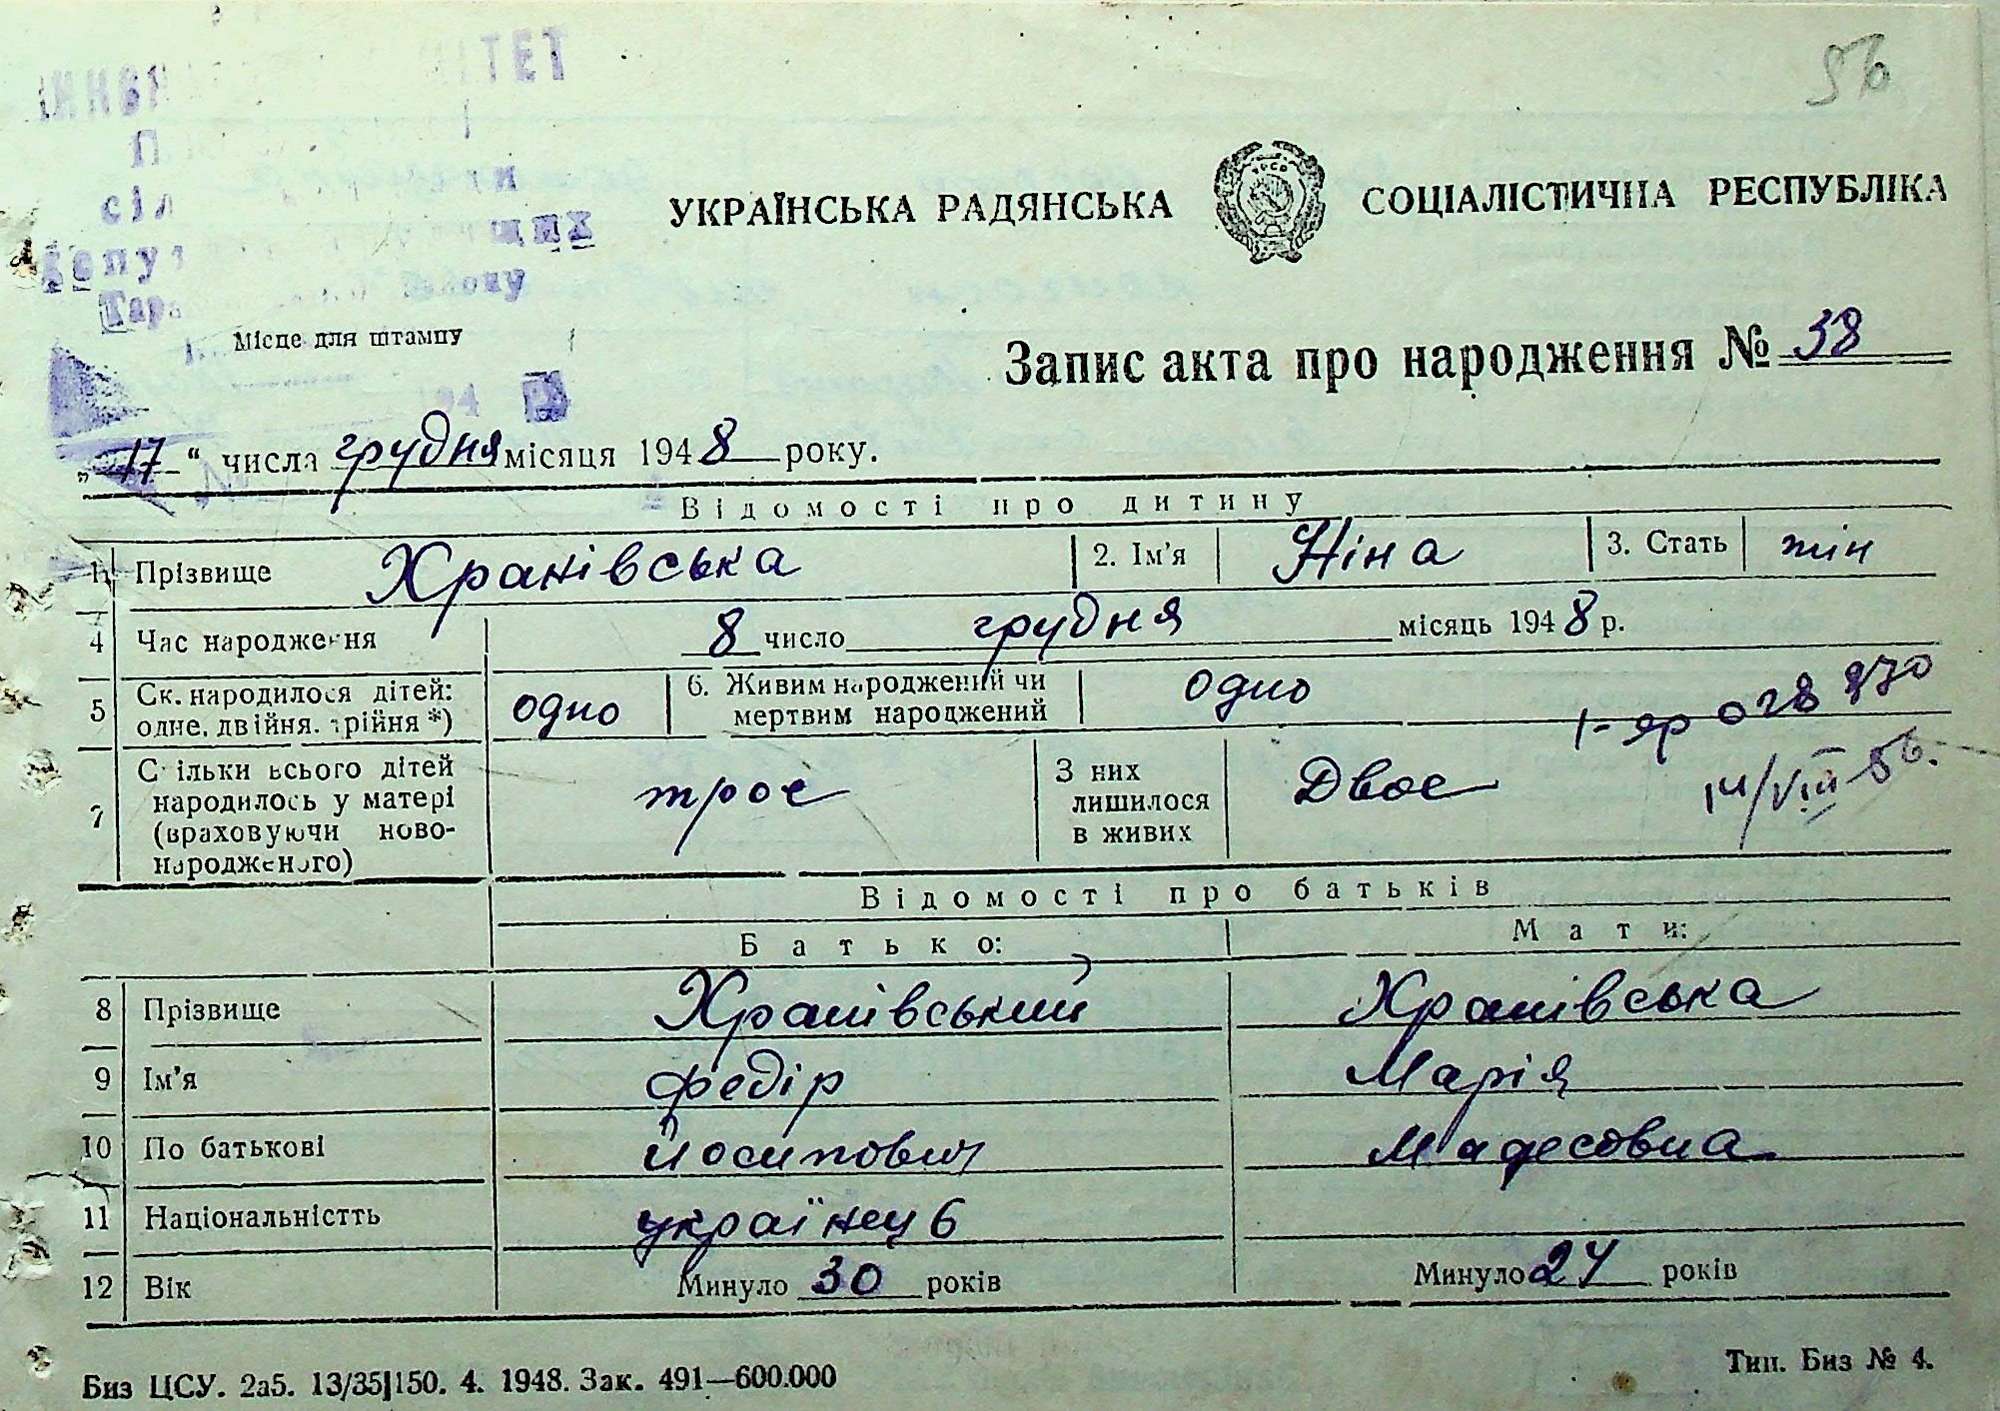 56
УКРАЇНСЬКА РАДЯНСЬКА СОЦІАЛІСТИЧНА РЕСПУБЛІКА
Місце для штампу
Запис акта про народження № 38
„17“ числа грудня місяця 1948 року.
Відомості про дитину
1 Прізвище Хранівська 2. Ім'я Ніна 3. Стать жін
4 Час народження 8 число грудня місяць 1948 р.
5 Ск. народилося дітей: одне, двійня, трійня *) одно 6. Живим народжений чи мертвим народжений одно
14/VIII 56.
7 Скільки всього дітей народилось у матері (враховуючи новонародженого) троє З них лишилося в живих Двоє
Відомості про батьків
Батько: Мати:
8 Прізвище Хранівський Хранівська
9 Ім'я Федір Марія
10 По батькові Йосипович
11 Національністть українець
12 Вік Минуло 30 років Минуло 24 років
Биз ЦСУ. 2а5. 13/35]150. 4. 1948. Зак. 491—600.000
Тип. Биз № 4.